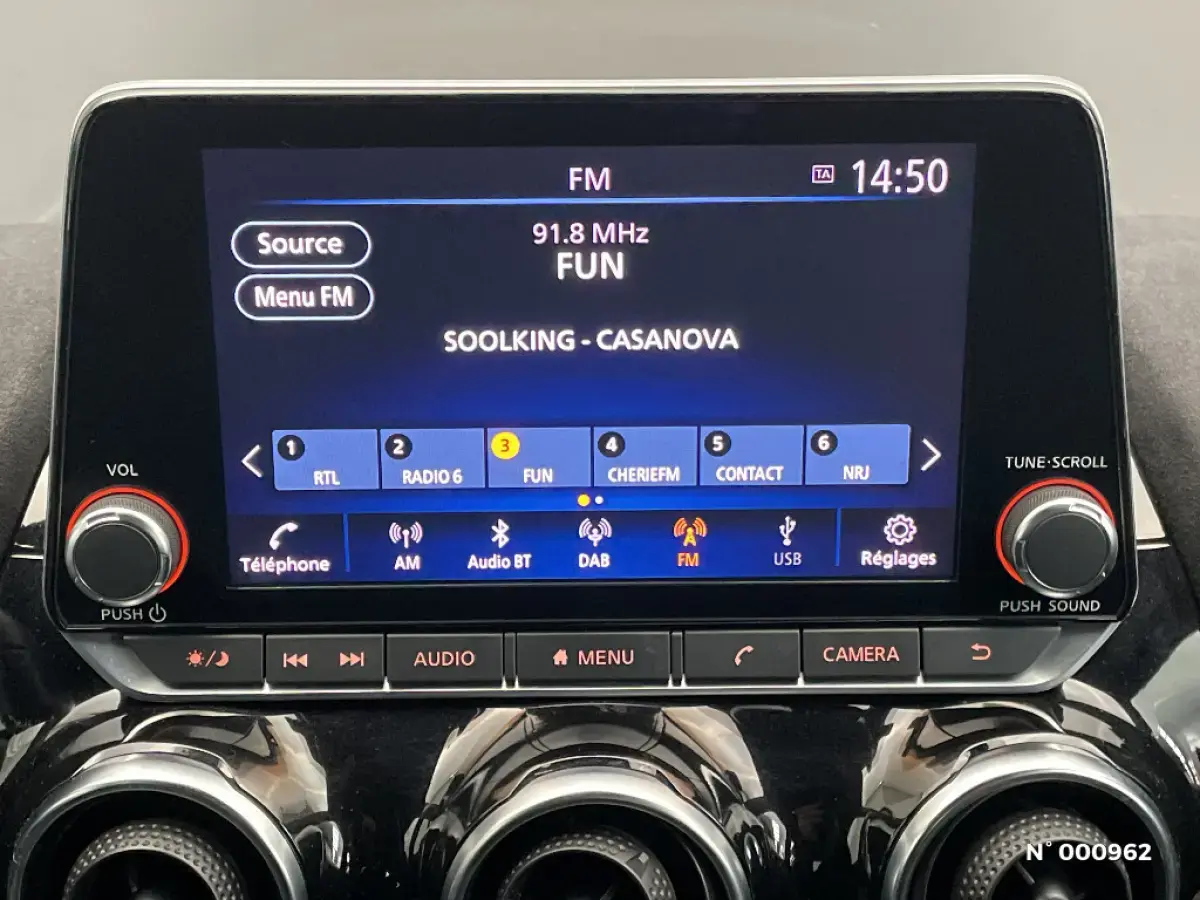 FM
TA
14:50
Source
91.8 MHz
FUN
Menu FM
SOOLKING - CASANOVA
1
2
3
4
5
6
RTL
RADIO 6
FUN
CHERIEFM
CONTACT
NRJ
VOL
TUNE·SCROLL
Téléphone
AM
Audio BT
DAB
FM
USB
Réglages
PUSH
PUSH SOUND
AUDIO
MENU
CAMERA
N° 000962